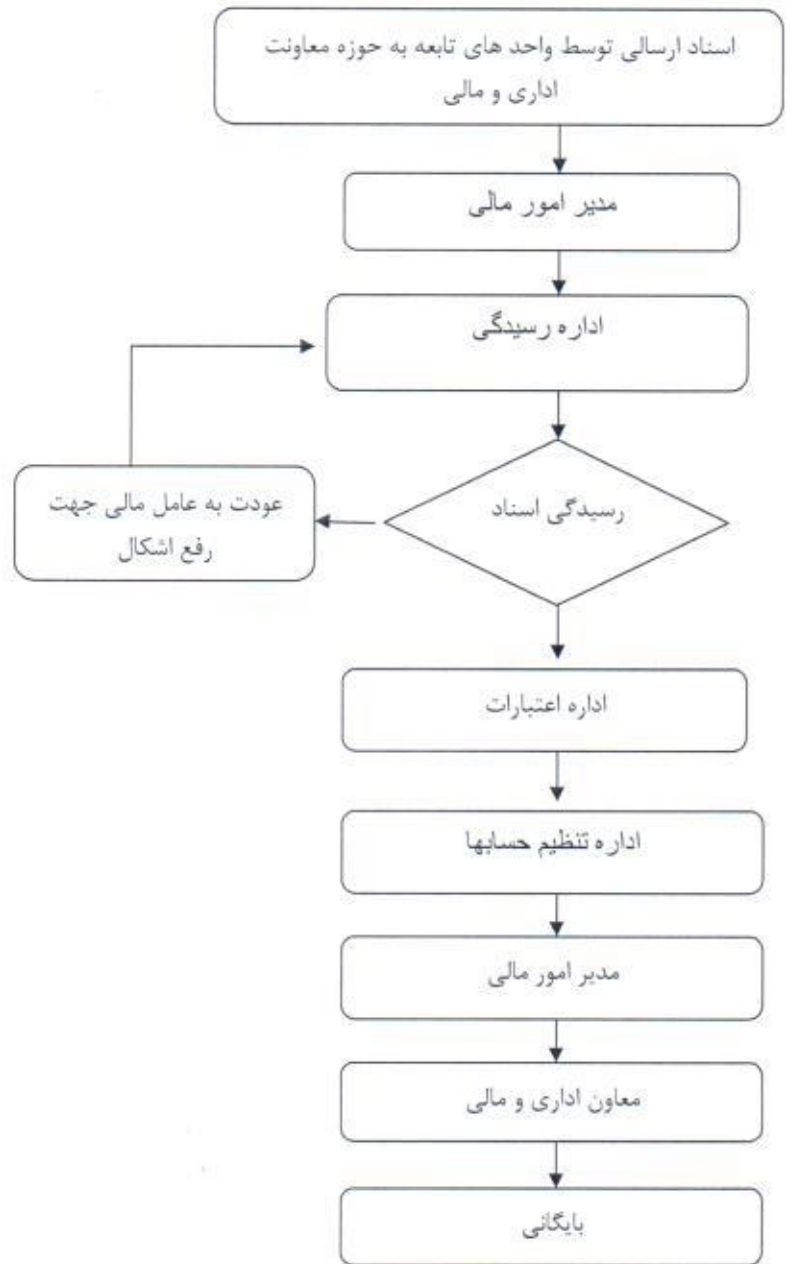 اسناد ارسالی توسط واحد های تابعه به حوزه معاونت
اداری و مالی
مدیر امور مالی
اداره رسیدگی
رسیدگی اسناد
عودت به عامل مالی جهت
رفع اشکال
اداره اعتبارات
اداره تنظیم حسابها
مدیر امور مالی
معاون اداری و مالی
بایگانی